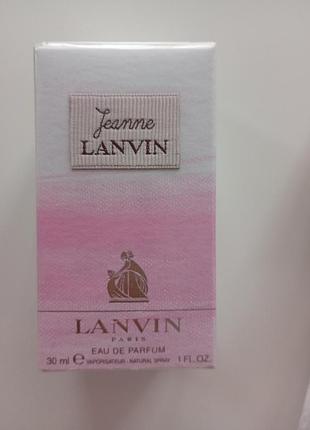 Jeanne
LANVIN
LANVIN
PARIS
EAU DE PARFUM
30 ml e VAPORISATEUR - NATURAL SPRAY 1 FL.OZ.